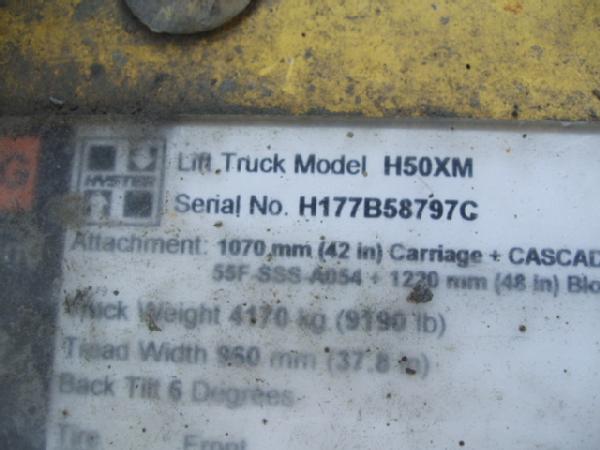 G
HYSTER
Lift Truck Model H50XM
Serial No. H177B58797C
Attachment: 1070 mm (42 in) Carriage + CASCAD
55F-SSS-A054 + 1220 mm (48 in) Blo
Truck Weight 4170 kg (9190 lb)
Tread Width 960 mm (37.8 in)
Back Tilt 6 Degrees
Tire Front